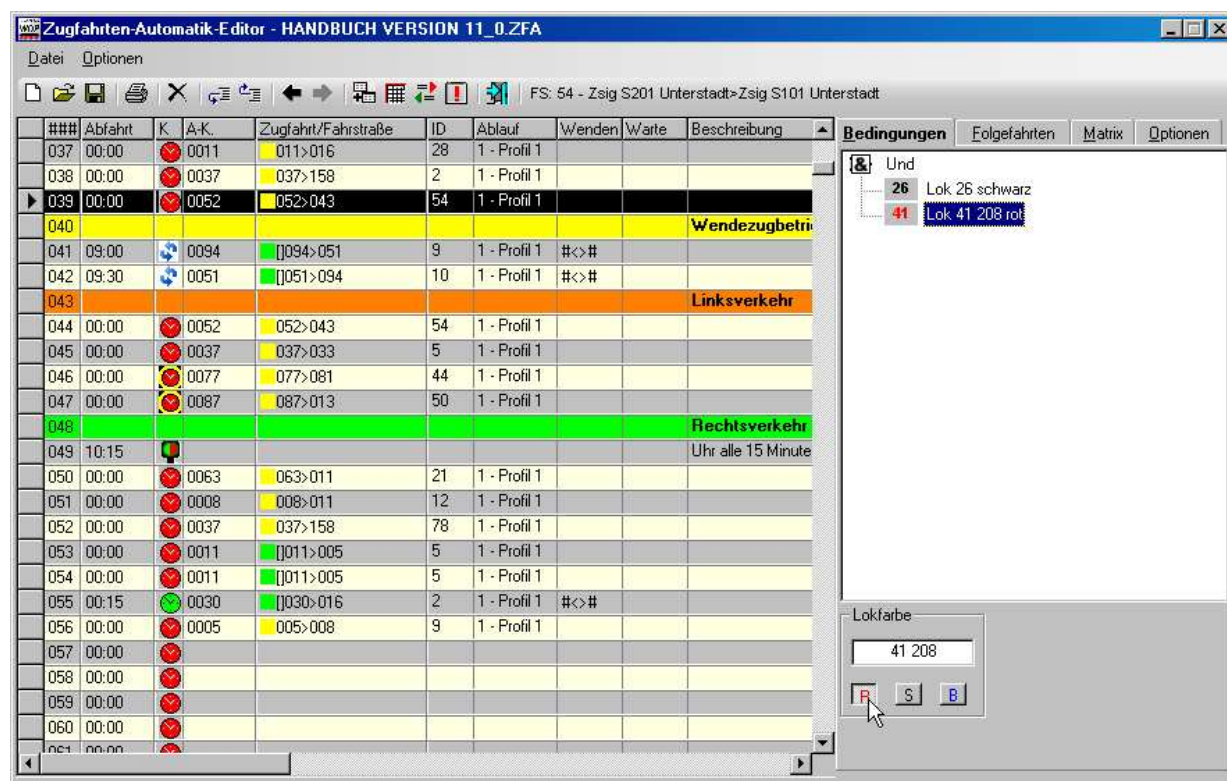 WDP Zugfahrten-Automatik-Editor - HANDBUCH VERSION 11_0.ZFA
Datei Optionen
FS: 54 - Zsig S201 Unterstadt>Zsig S101 Unterstadt
### Abfahrt K A-K. Zugfahrt/Fahrstraße ID Ablauf Wenden Warte Beschreibung
037 00:00 0011 011>016 28 1 - Profil 1
038 00:00 0037 037>158 2 1 - Profil 1
039 00:00 0052 052>043 54 1 - Profil 1
040 Wendezugbetri
041 09:00 0094 []094>051 9 1 - Profil 1 #<>#
042 09:30 0051 []051>094 10 1 - Profil 1 #<>#
043 Linksverkehr
044 00:00 0052 052>043 54 1 - Profil 1
045 00:00 0037 037>033 5 1 - Profil 1
046 00:00 0077 077>081 44 1 - Profil 1
047 00:00 0087 087>013 50 1 - Profil 1
048 Rechtsverkehr
049 10:15 Uhr alle 15 Minute
050 00:00 0063 063>011 21 1 - Profil 1
051 00:00 0008 008>011 12 1 - Profil 1
052 00:00 0037 037>158 78 1 - Profil 1
053 00:00 0011 []011>005 5 1 - Profil 1
054 00:00 0011 []011>005 5 1 - Profil 1
055 00:15 0030 []030>016 2 1 - Profil 1 #<>#
056 00:00 0005 005>008 9 1 - Profil 1
057 00:00
058 00:00
059 00:00
060 00:00
061 00:00
Bedingungen Folgefahrten Matrix Optionen
& Und
26 Lok 26 schwarz
41 Lok 41 208 rot
Lokfarbe
41 208
R S B